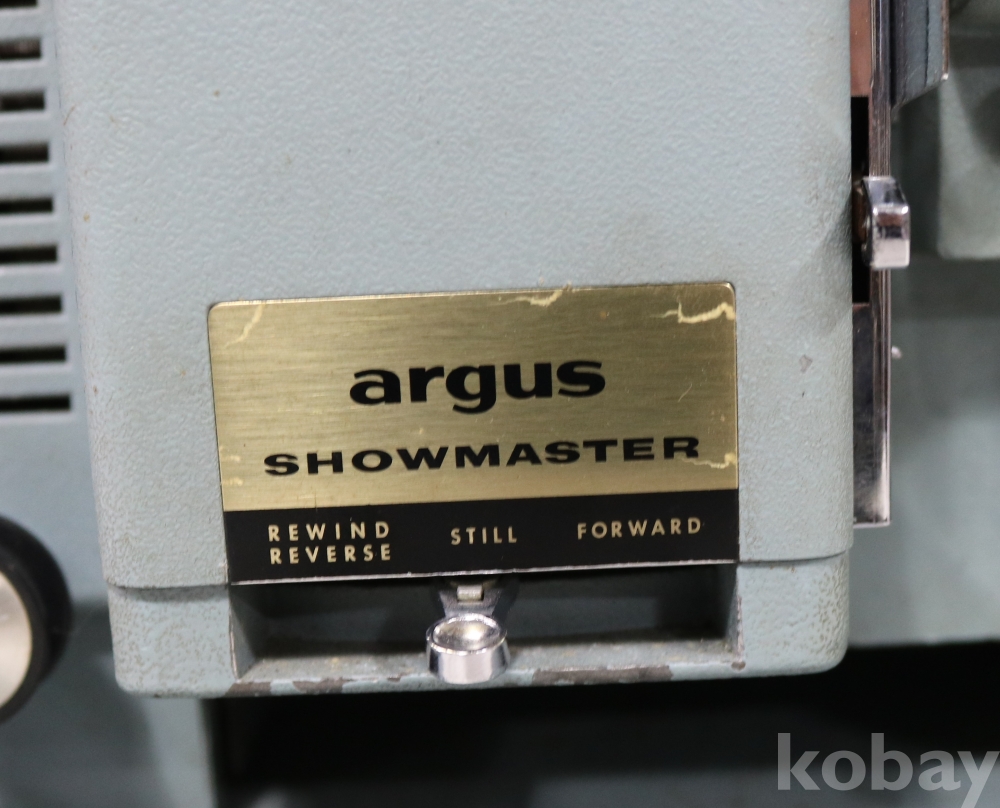 argus
SHOWMASTER
REWIND STILL FORWARD
REVERSE
kobay